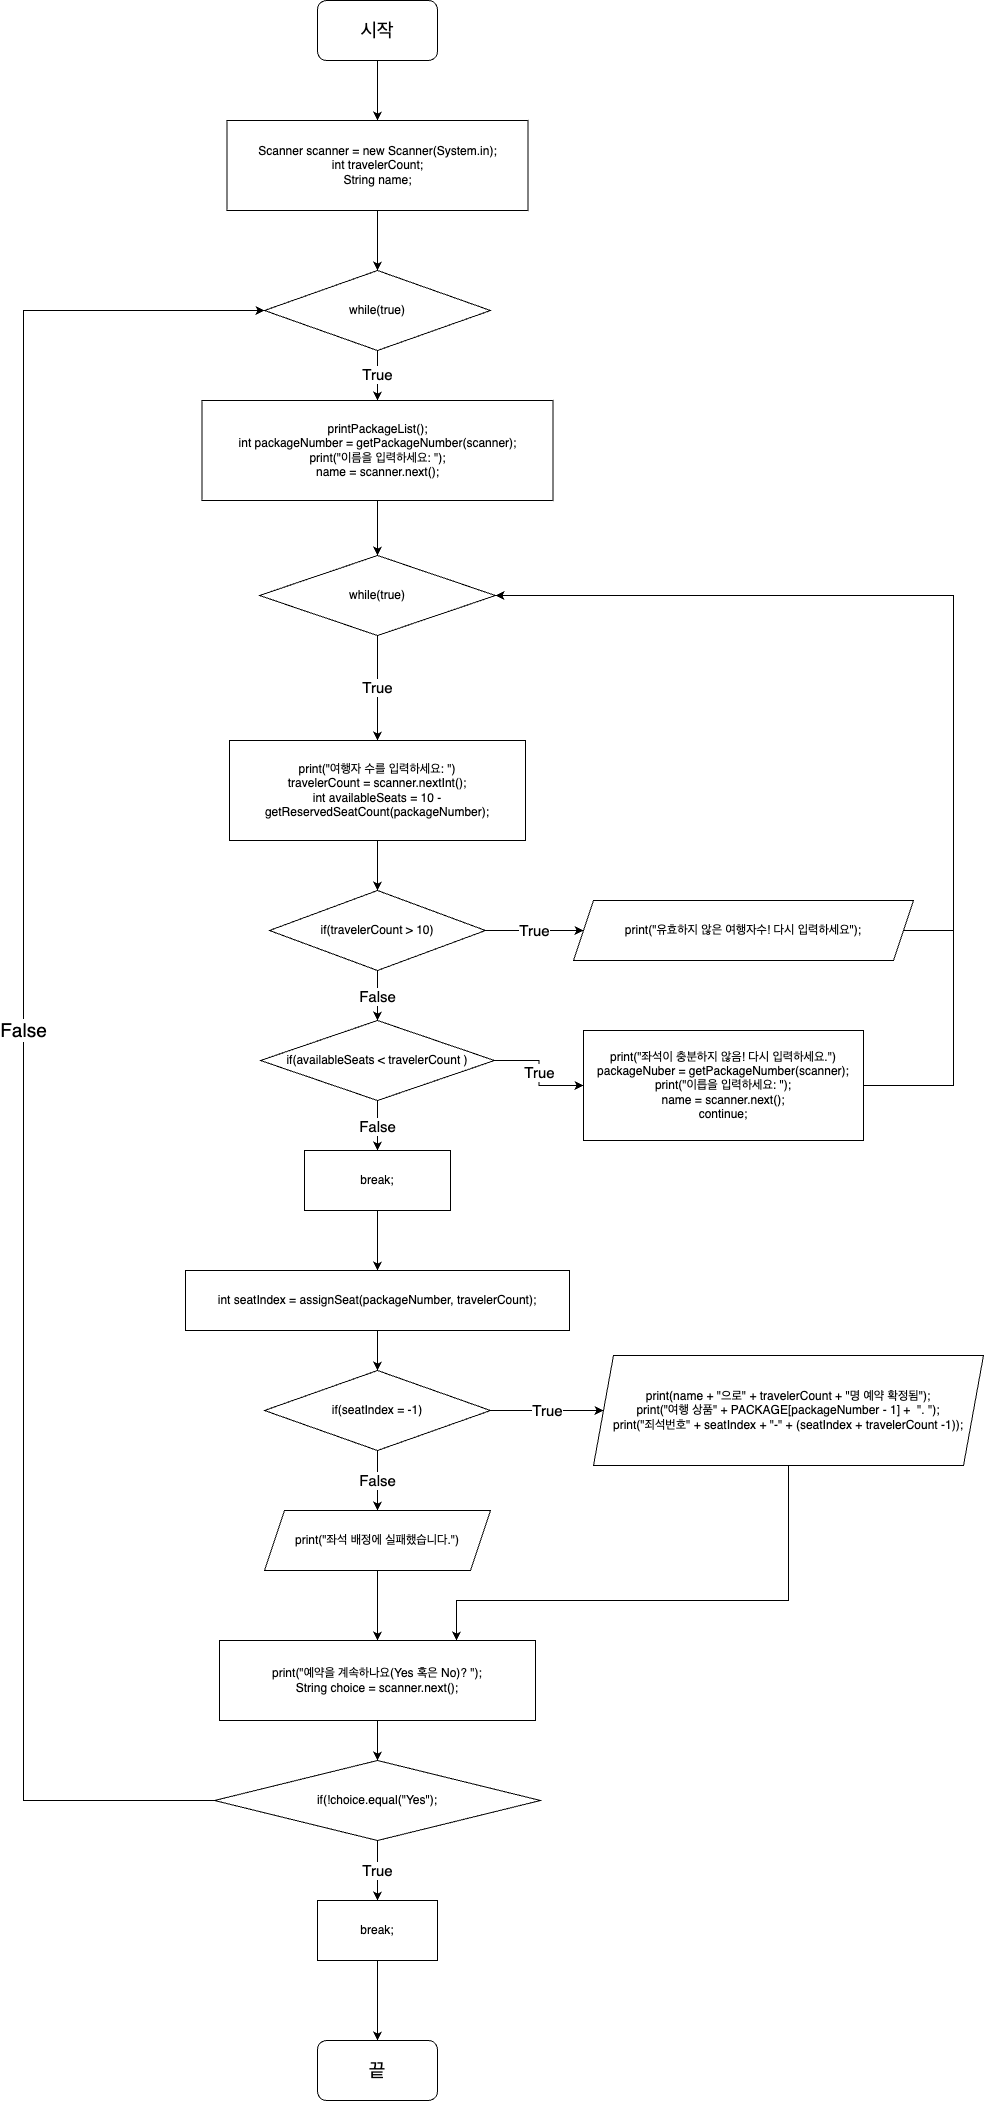 시작
Scanner scanner = new Scanner(System.in);
int travelerCount;
String name;
while(true)
True
printPackageList();
int packageNumber = getPackageNumber(scanner);
print("이름을 입력하세요: ");
name = scanner.next();
while(true)
True
print("여행자 수를 입력하세요: ")
travelerCount = scanner.nextInt();
int availableSeats = 10 -
getReservedSeatCount(packageNumber);
if(travelerCount > 10)
True
print("유효하지 않은 여행자수! 다시 입력하세요");
False
False
if(availableSeats < travelerCount )
True
print("좌석이 충분하지 않음! 다시 입력하세요.")
packageNuber = getPackageNumber(scanner);
print("이릅을 입력하세요: ");
name = scanner.next();
continue;
False
break;
int seatIndex = assignSeat(packageNumber, travelerCount);
if(seatIndex = -1)
True
print(name + "으로" + travelerCount + "명 예약 확정됨");
print("여행 상품" + PACKAGE[packageNumber - 1] + ". ");
print("죄석번호" + seatIndex + "-" + (seatIndex + travelerCount -1));
False
print("좌석 배정에 실패했습니다.")
print("예약을 계속하나요(Yes 혹은 No)? ");
String choice = scanner.next();
if(!choice.equal("Yes");
True
break;
끝